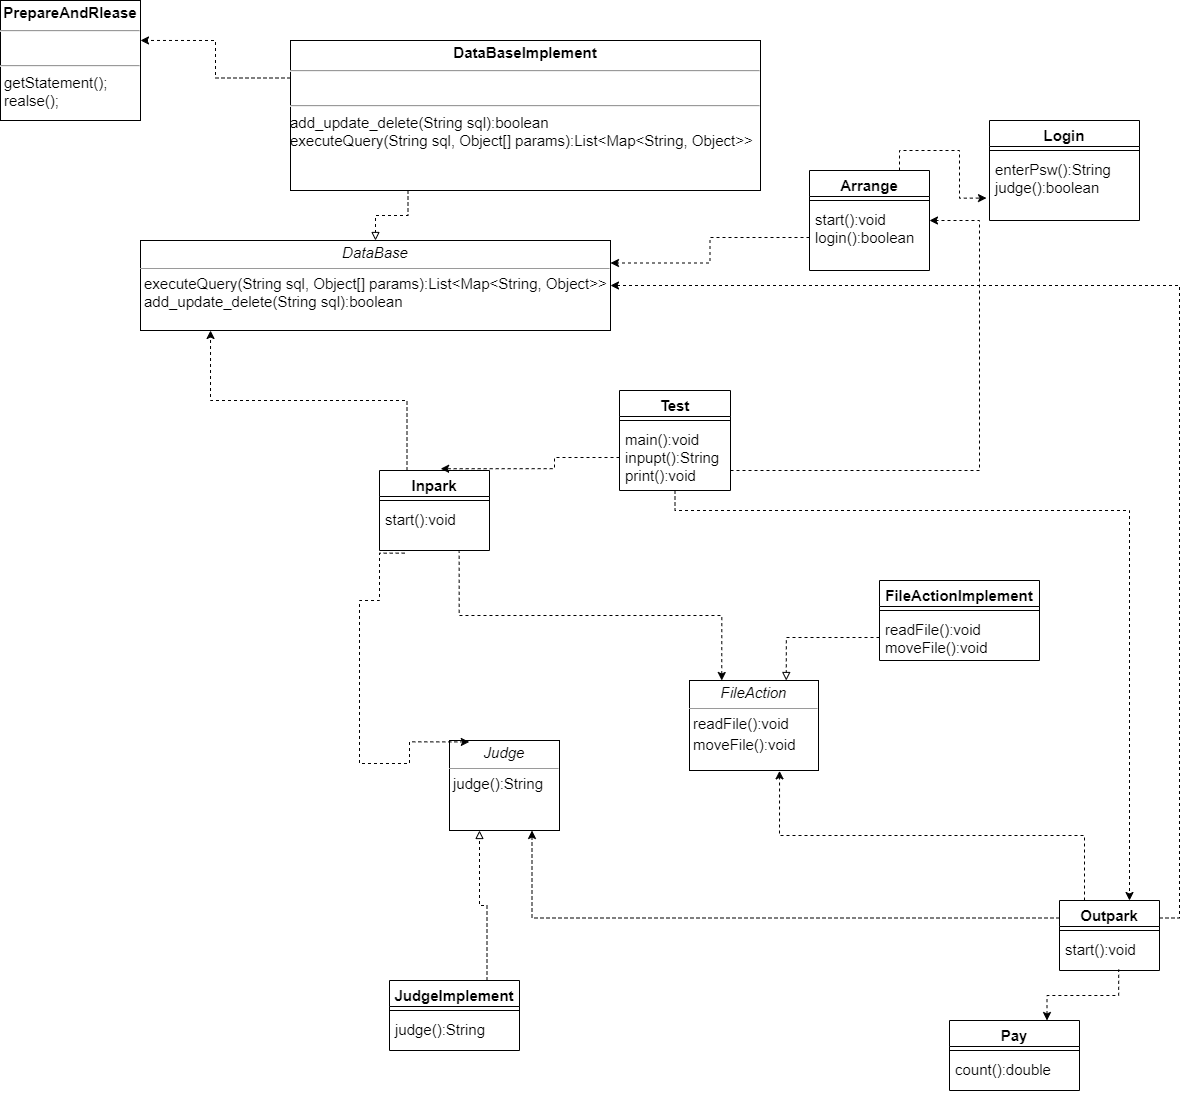 PrepareAndRlease
getStatement();
realse();
DataBaseImplement
add_update_delete(String sql):boolean
executeQuery(String sql, Object[] params):List<Map<String, Object>>
Login
enterPsw():String
judge():boolean
Arrange
start():void
login():boolean
DataBase
executeQuery(String sql, Object[] params):List<Map<String, Object>>
add_update_delete(String sql):boolean
Test
main():void
inpupt():String
print():void
Inpark
start():void
FileActionImplement
readFile():void
moveFile():void
FileAction
readFile():void
moveFile():void
Judge
judge():String
Outpark
start():void
JudgeImplement
judge():String
Pay
count():double